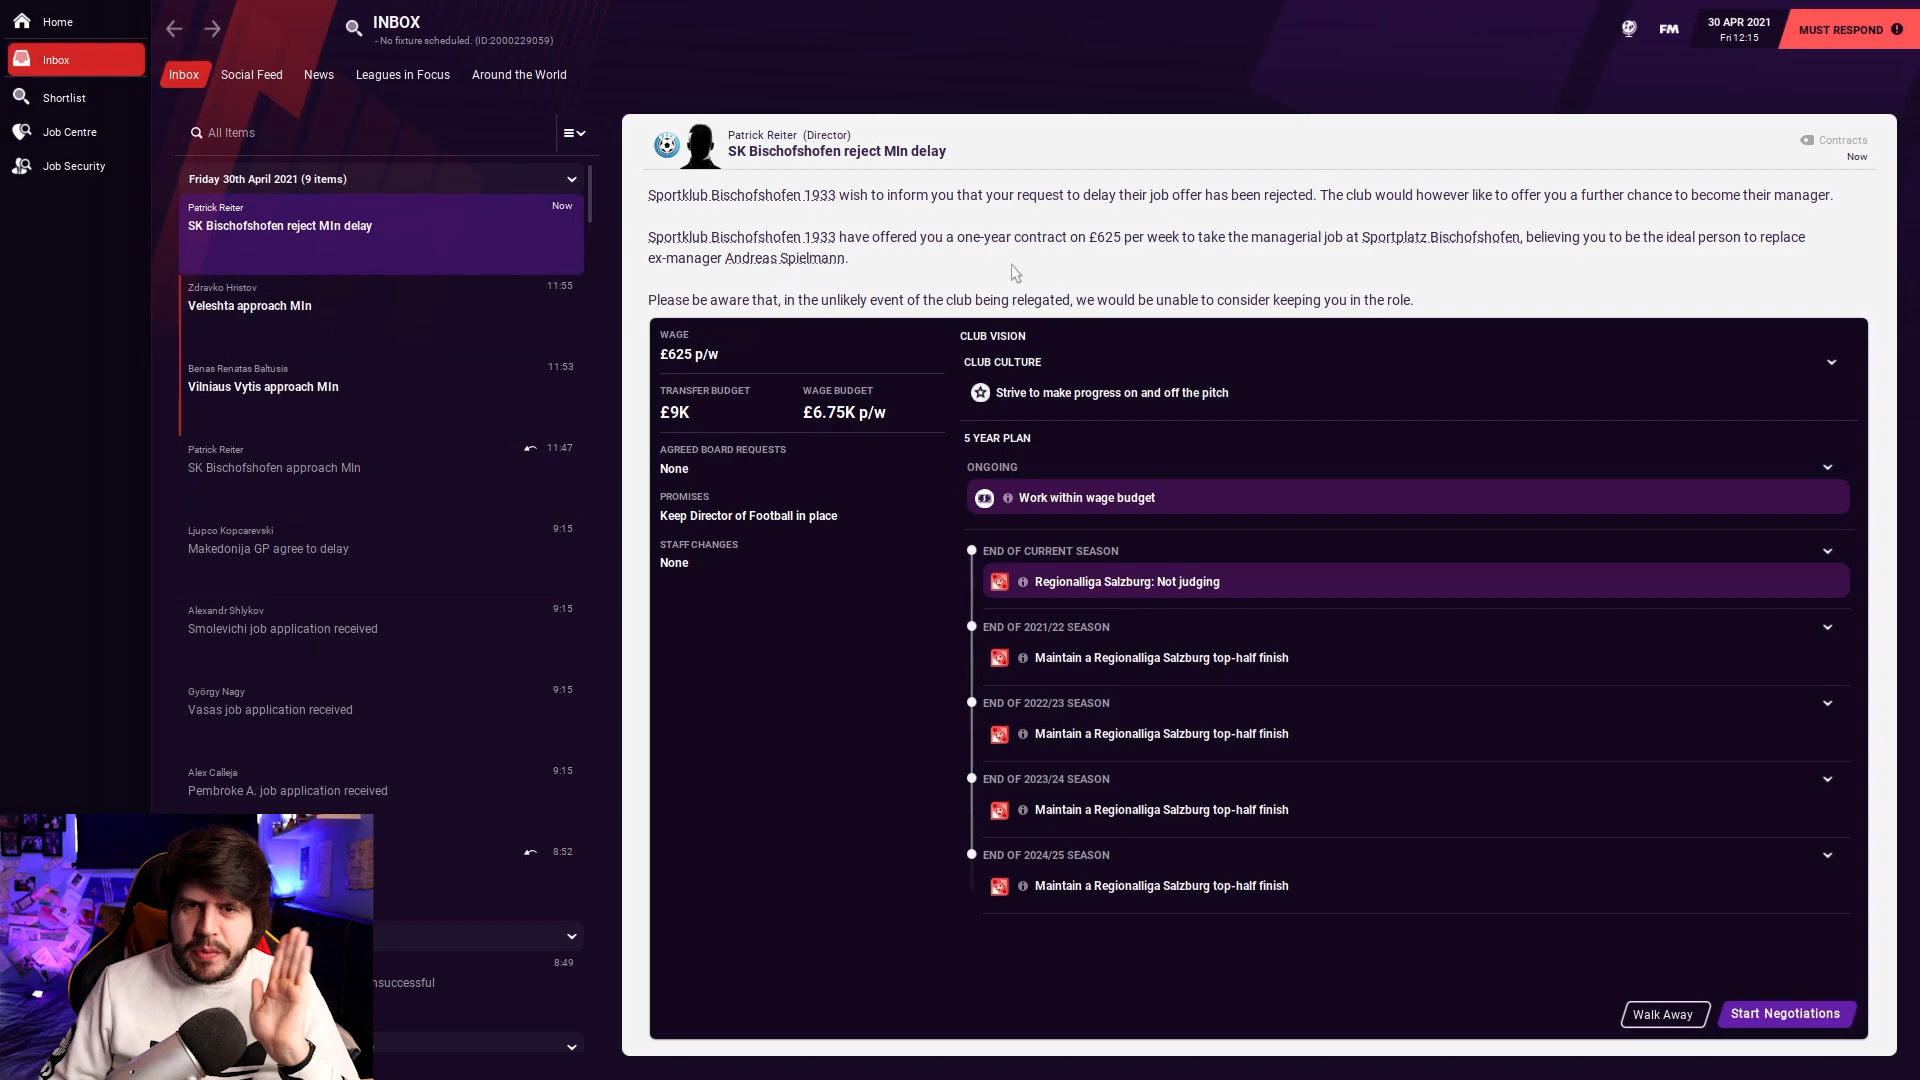 Home
Inbox
Shortlist
Job Centre
Job Security
INBOX
- No fixture scheduled. (ID:2000229059)
FM
30 APR 2021
Fri 12:15
MUST RESPOND
Inbox
Social Feed
News
Leagues in Focus
Around the World
All Items
Friday 30th April 2021 (9 items)
Patrick Reiter
Now
SK Bischofshofen reject MIn delay
Zdravko Hristov
11:55
Veleshta approach MIn
Benas Renatas Baltusis
11:53
Vilniaus Vytis approach MIn
Patrick Reiter
11:47
SK Bischofshofen approach MIn
Ljupco Kopcarevski
9:15
Makedonija GP agree to delay
Alexandr Shlykov
9:15
Smolevichi job application received
György Nagy
9:15
Vasas job application received
Alex Calleja
9:15
Pembroke A. job application received
8:52
8:49
nsuccessful
Patrick Reiter (Director)
SK Bischofshofen reject MIn delay
Contracts
Now
Sportklub Bischofshofen 1933 wish to inform you that your request to delay their job offer has been rejected. The club would however like to offer you a further chance to become their manager.
Sportklub Bischofshofen 1933 have offered you a one-year contract on £625 per week to take the managerial job at Sportplatz Bischofshofen, believing you to be the ideal person to replace
ex-manager Andreas Spielmann.
Please be aware that, in the unlikely event of the club being relegated, we would be unable to consider keeping you in the role.
WAGE
£625 p/w
TRANSFER BUDGET
WAGE BUDGET
£9K
£6.75K p/w
AGREED BOARD REQUESTS
None
PROMISES
Keep Director of Football in place
STAFF CHANGES
None
CLUB VISION
CLUB CULTURE
Strive to make progress on and off the pitch
5 YEAR PLAN
ONGOING
Work within wage budget
END OF CURRENT SEASON
Regionalliga Salzburg: Not judging
END OF 2021/22 SEASON
Maintain a Regionalliga Salzburg top-half finish
END OF 2022/23 SEASON
Maintain a Regionalliga Salzburg top-half finish
END OF 2023/24 SEASON
Maintain a Regionalliga Salzburg top-half finish
END OF 2024/25 SEASON
Maintain a Regionalliga Salzburg top-half finish
Walk Away
Start Negotiations